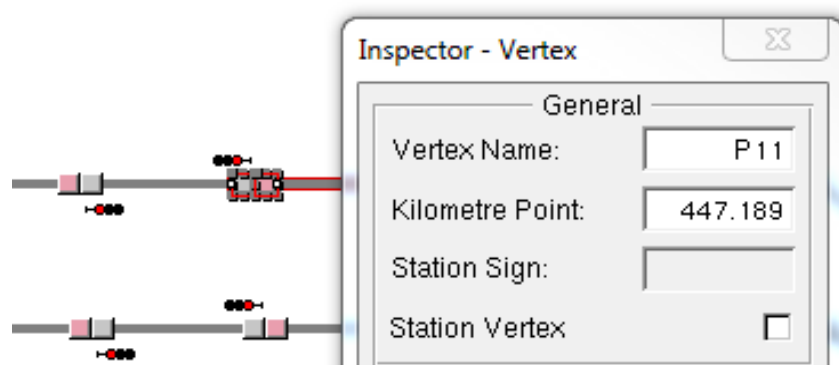 Inspector - Vertex
General
Vertex Name: P11
Kilometre Point: 447.189
Station Sign:
Station Vertex